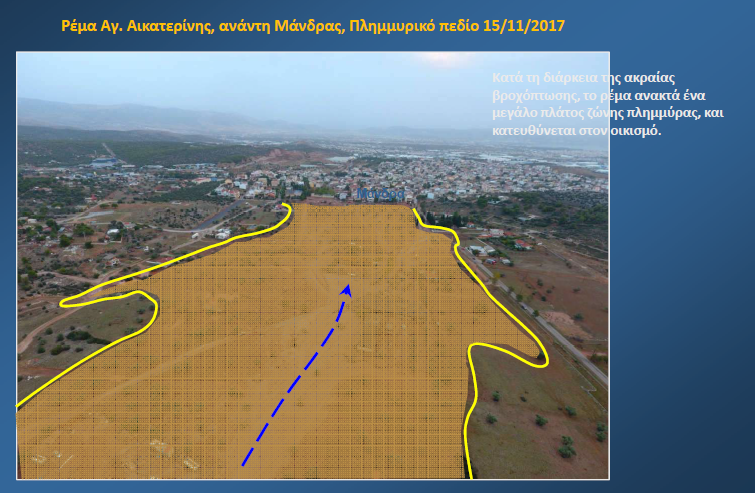 Ρέμα Αγ. Αικατερίνης, ανάντη Μάνδρας, Πλημμυρικό πεδίο 15/11/2017
Κατά τη διάρκεια της ακραίας
βροχόπτωσης, το ρέμα ανακτά ένα
μεγάλο πλάτος ζώνης πλημμύρας, και
κατευθύνεται στον οικισμό.
Μάνδρα